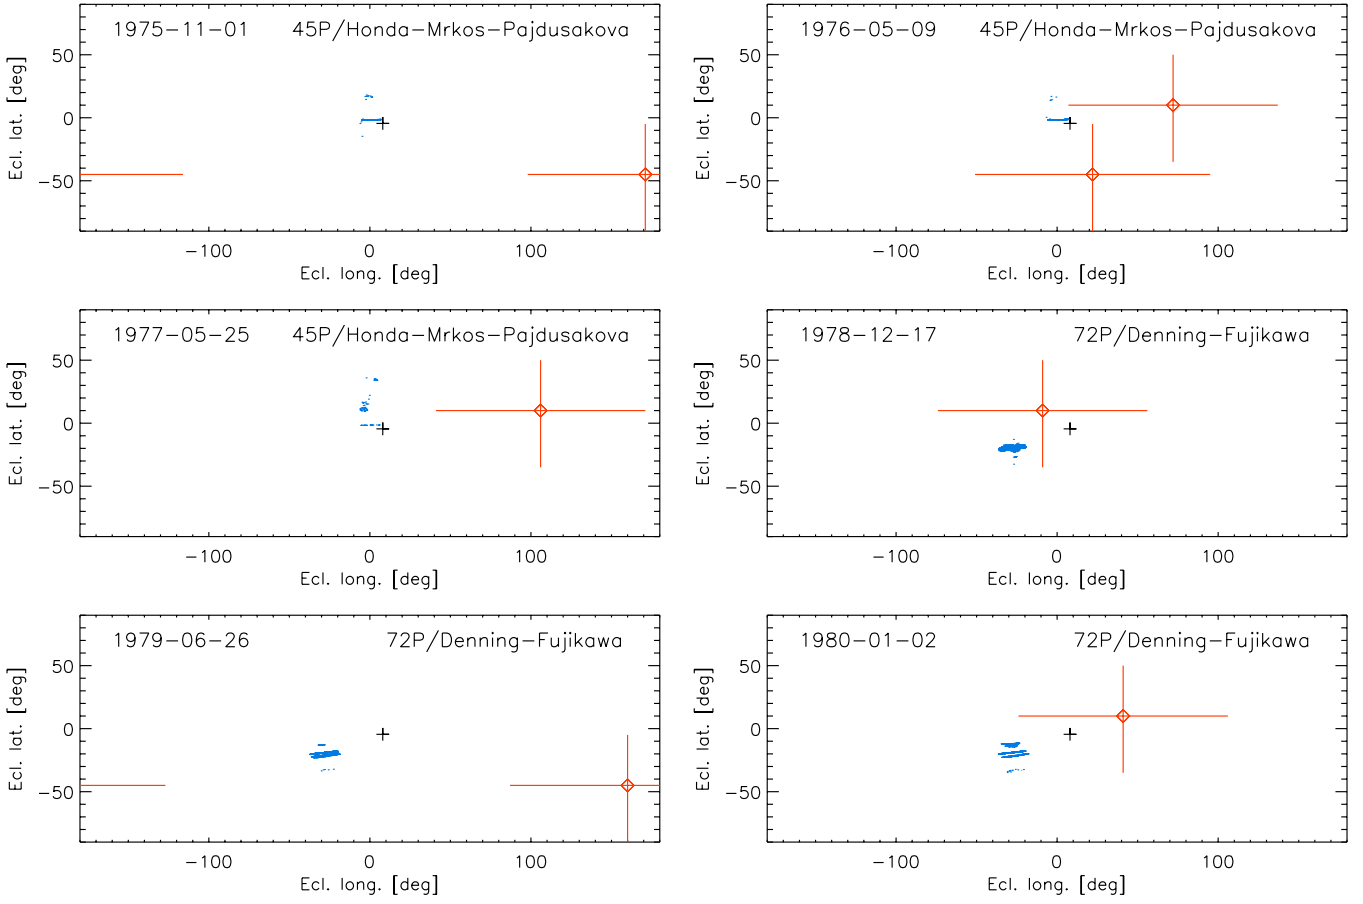 1975-11-01 45P/Honda-Mrkos-Pajdusakova
50
0
-50
Ecl. lat. [deg]
-100 0 100
Ecl. long. [deg]
1976-05-09 45P/Honda-Mrkos-Pajdusakova
50
0
-50
Ecl. lat. [deg]
-100 0 100
Ecl. long. [deg]
1977-05-25 45P/Honda-Mrkos-Pajdusakova
50
0
-50
Ecl. lat. [deg]
-100 0 100
Ecl. long. [deg]
1978-12-17 72P/Denning-Fujikawa
50
0
-50
Ecl. lat. [deg]
-100 0 100
Ecl. long. [deg]
1979-06-26 72P/Denning-Fujikawa
50
0
-50
Ecl. lat. [deg]
-100 0 100
Ecl. long. [deg]
1980-01-02 72P/Denning-Fujikawa
50
0
-50
Ecl. lat. [deg]
-100 0 100
Ecl. long. [deg]